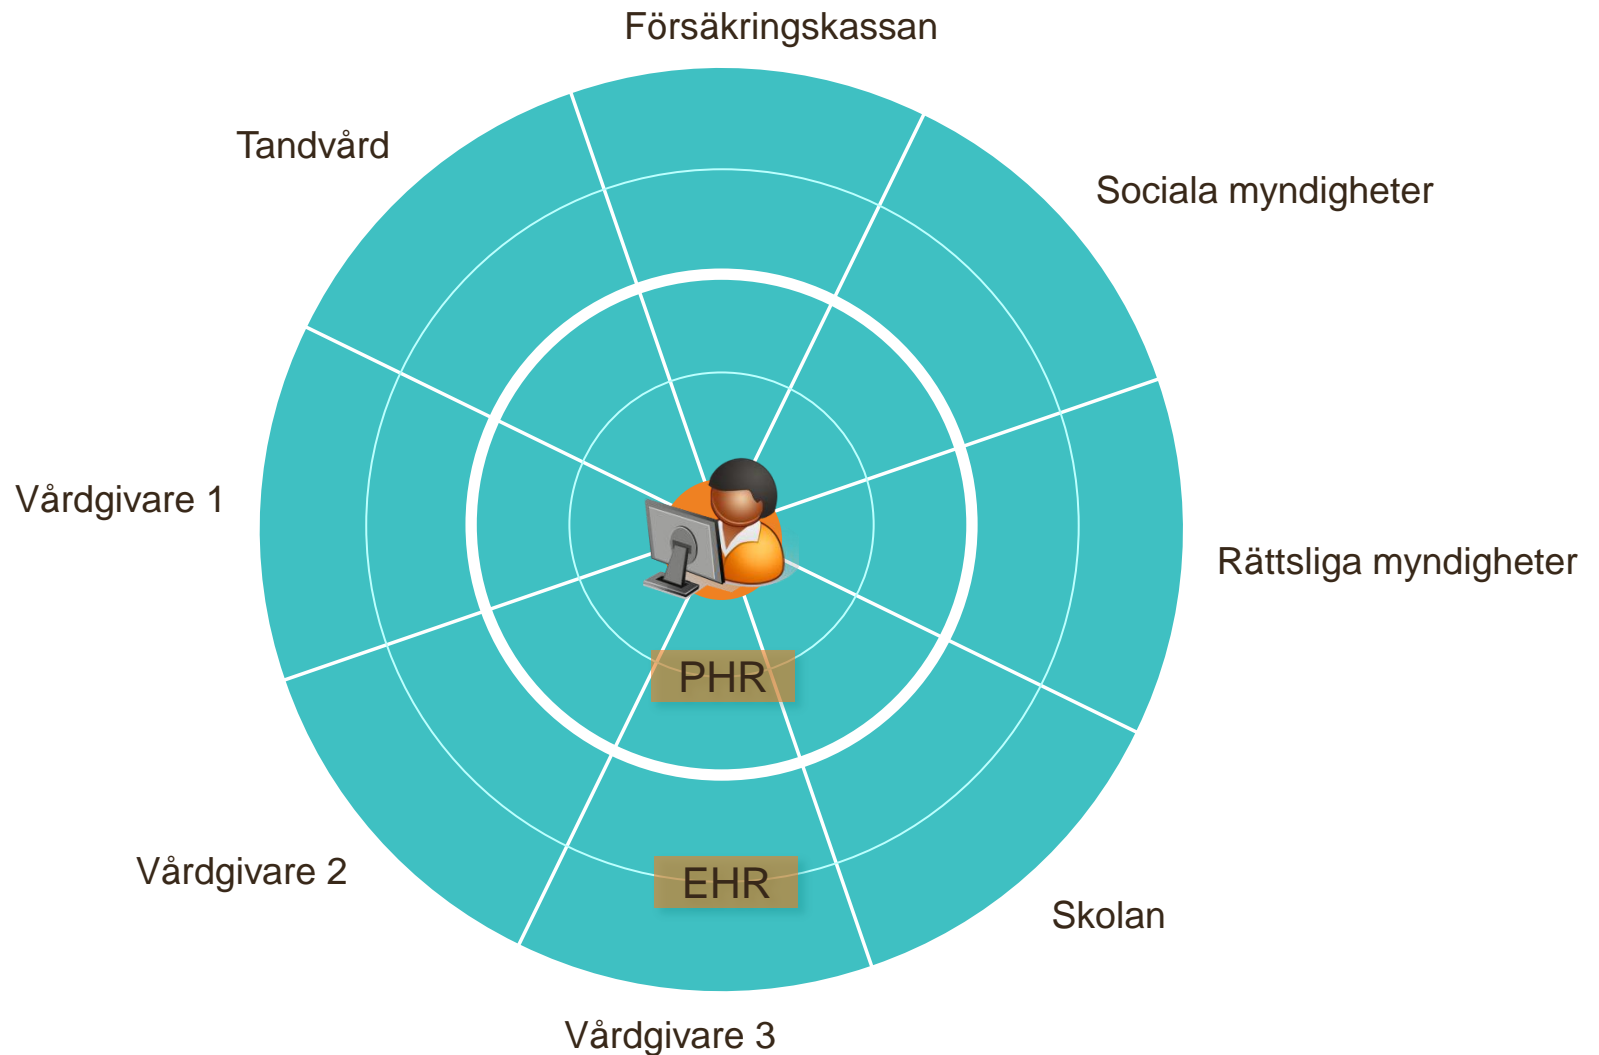 Försäkringskassan
Tandvård
Sociala myndigheter
Vårdgivare 1
Rättsliga myndigheter
PHR
Vårdgivare 2
EHR
Skolan
Vårdgivare 3